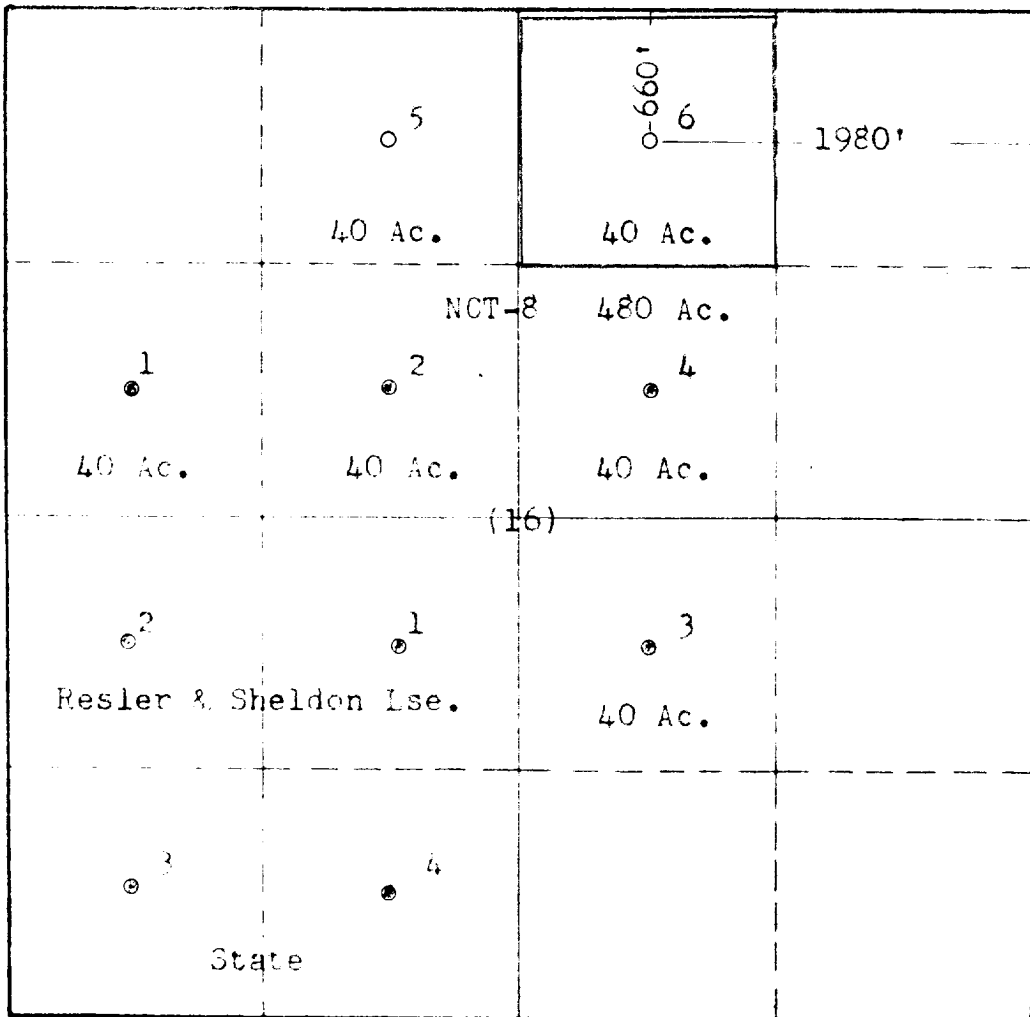 660'
5
6
1980'
40 Ac.
40 Ac.
NCT-8 480 Ac.
1
2
4
40 Ac.
40 Ac.
40 Ac.
(16)
2
1
3
Resler & Sheldon Lse.
40 Ac.
3
4
State